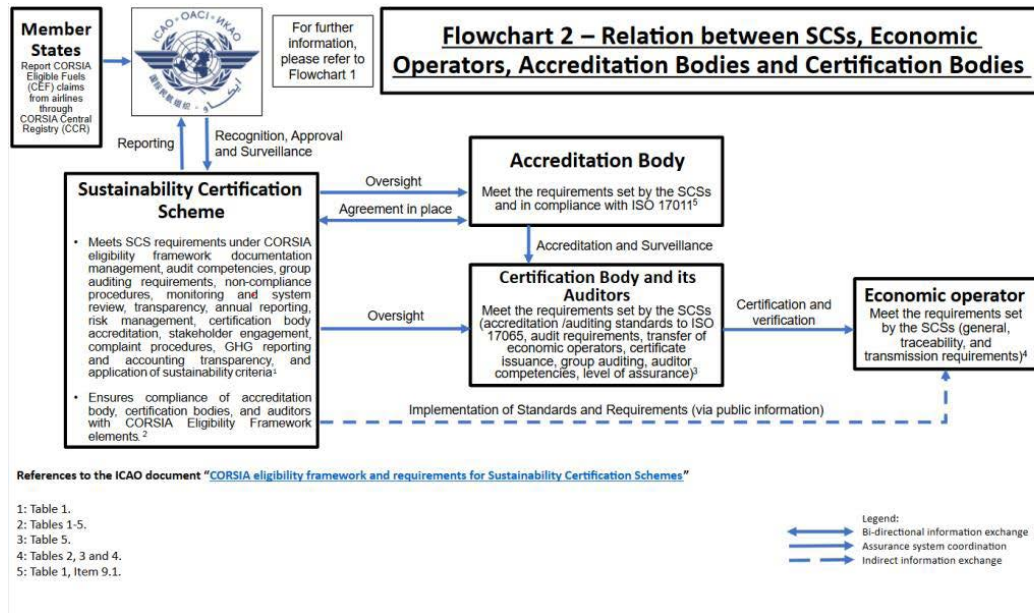 Member
States
Report CORSIA
Eligible Fuels
(CEF) claims
from airlines
through
CORSIA Central
Registry (CCR)
ICAO · OACI · ИКАО
For further
information,
please refer to
Flowchart 1
Flowchart 2 – Relation between SCSs, Economic
Operators, Accreditation Bodies and Certification Bodies
Reporting
Recognition, Approval
and Surveillance
Sustainability Certification
Scheme
• Meets SCS requirements under CORSIA
eligibility framework documentation
management, audit competencies, group
auditing requirements, non-compliance
procedures, monitoring and system
review, transparency, annual reporting,
risk management, certification body
accreditation, stakeholder engagement,
complaint procedures, GHG reporting
and accounting transparency, and
application of sustainability criteria¹
• Ensures compliance of accreditation
body, certification bodies, and auditors
with CORSIA Eligibility Framework
elements. ²
Oversight
Agreement in place
Accreditation Body
Meet the requirements set by the SCSs
and in compliance with ISO 17011⁵
Accreditation and Surveillance
Oversight
Certification Body and its
Auditors
Meet the requirements set by the SCSs
(accreditation /auditing standards to ISO
17065, audit requirements, transfer of
economic operators, certificate
issuance, group auditing, auditor
competencies, level of assurance)³
Certification and
verification
Economic operator
Meet the requirements set
by the SCSs (general,
traceability, and
transmission requirements)⁴
Implementation of Standards and Requirements (via public information)
References to the ICAO document “CORSIA eligibility framework and requirements for Sustainability Certification Schemes”
1: Table 1.
2: Tables 1-5.
3: Table 5.
4: Tables 2, 3 and 4.
5: Table 1, Item 9.1.
Legend:
Bi-directional information exchange
Assurance system coordination
Indirect information exchange